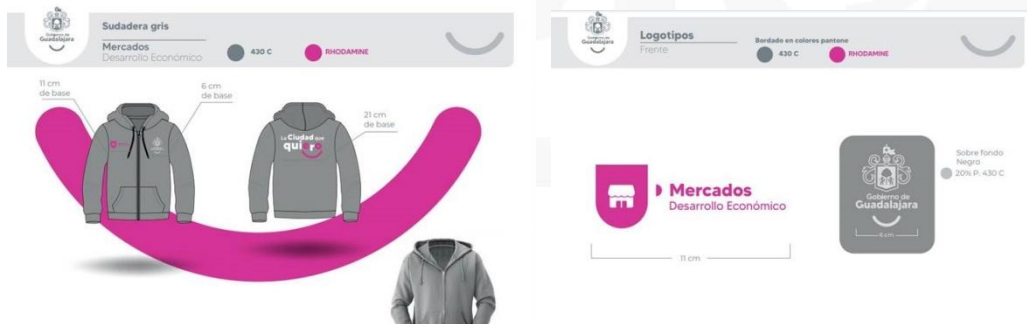 Gobierno de
Guadalajara
Sudadera gris
Mercados
Desarrollo Económico
430 C
RHODAMINE
11 cm
de base
6 cm
de base
21 cm
de base
La Ciudad que
quiero
Gobierno de
Guadalajara
Logotipos
Frente
Bordado en colores pantone
430 C
RHODAMINE
Mercados
Desarrollo Económico
11 cm
Gobierno de
Guadalajara
6 cm
Sobre fondo
Negro
20% P. 430 C